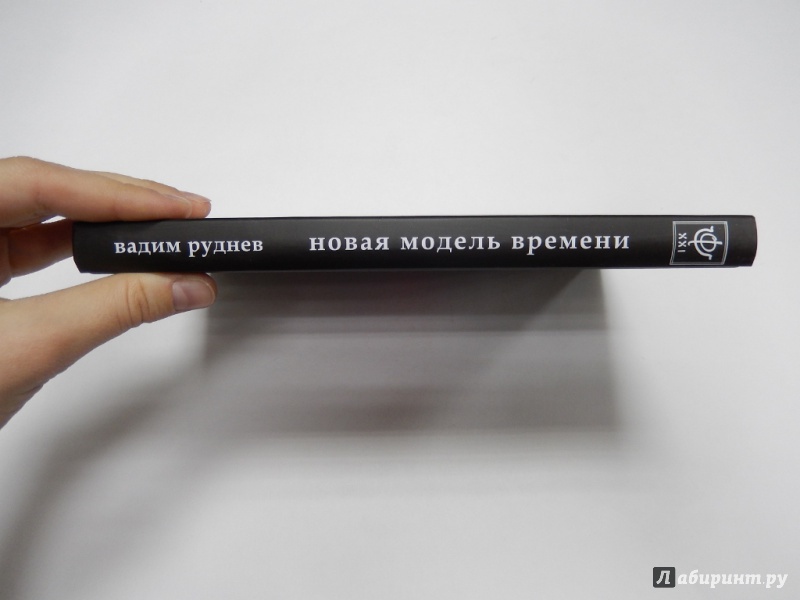 вадим руднев новая модель времени
XXI
Лабиринт.ру